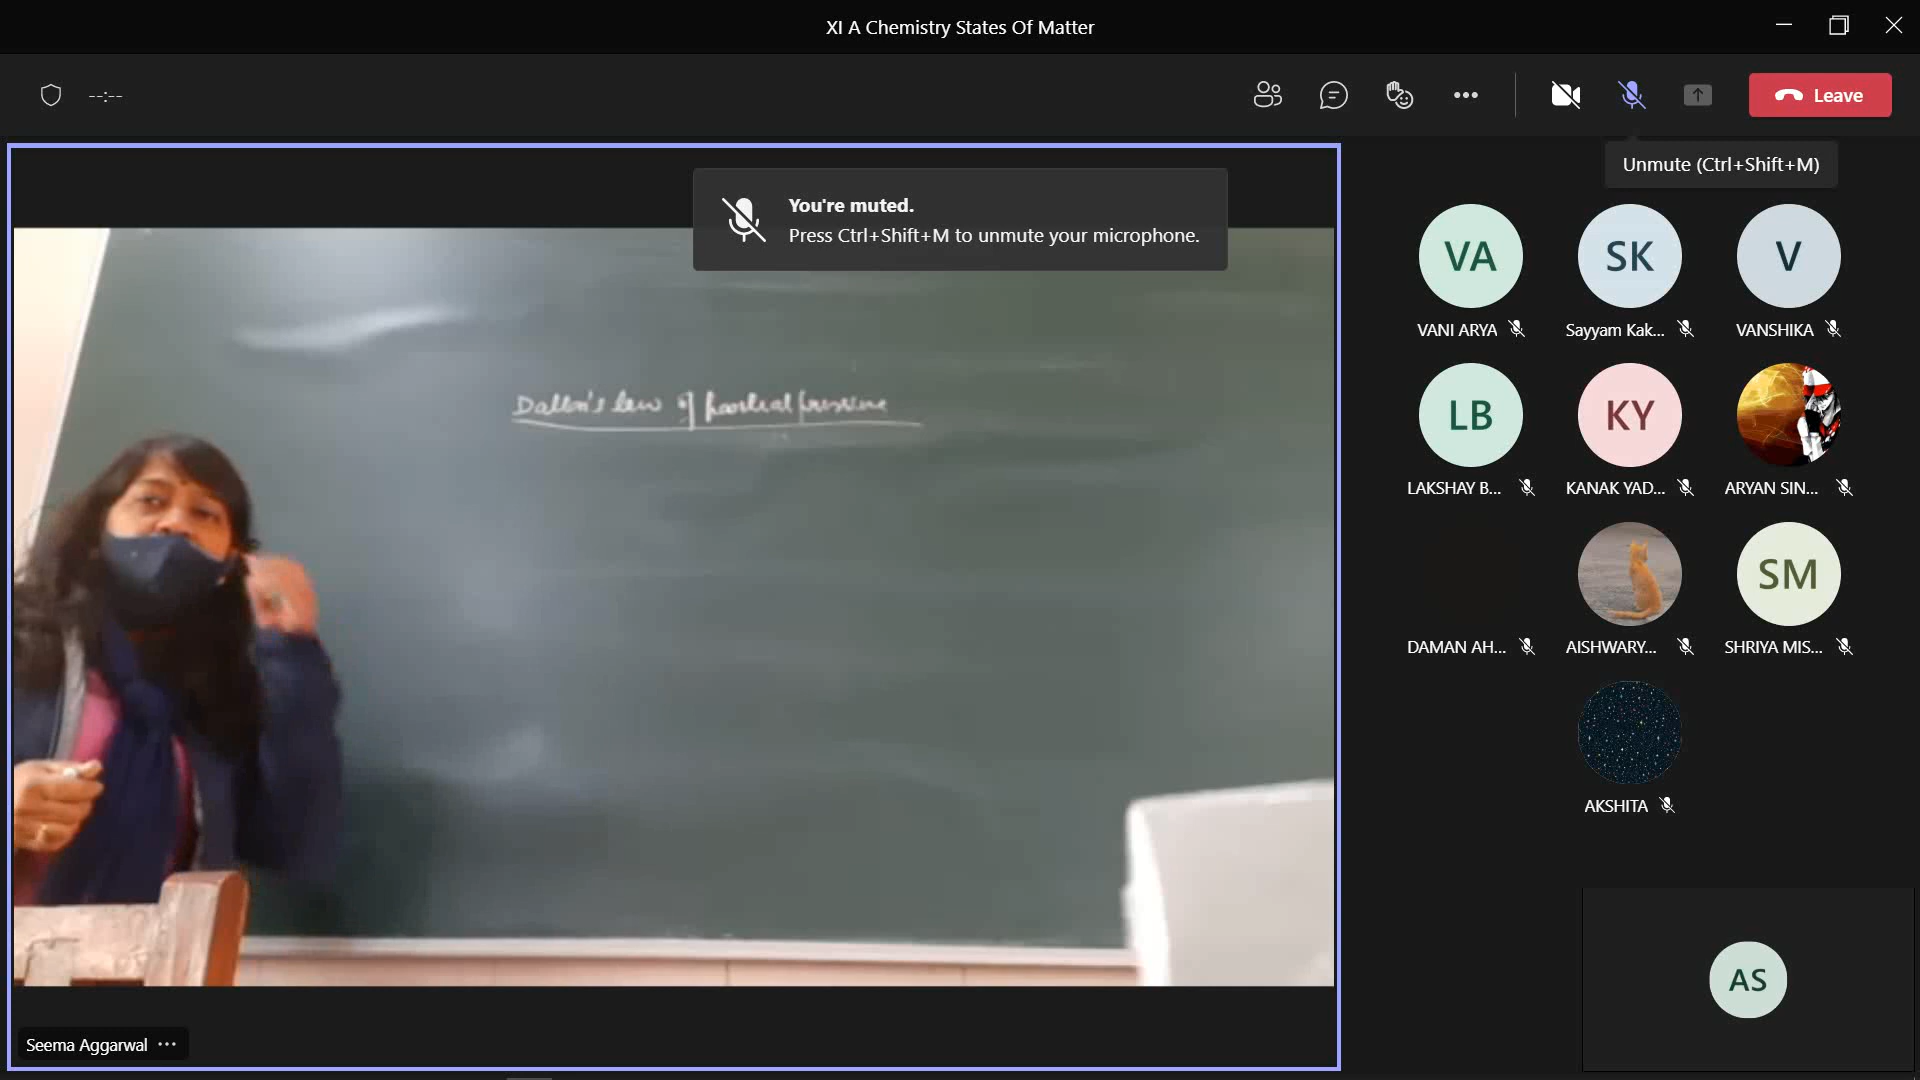 XI A Chemistry States Of Matter
--:--
Leave
Unmute (Ctrl+Shift+M)
You're muted.
Press Ctrl+Shift+M to unmute your microphone.
VA
SK
V
VANI ARYA
Sayyam Kak...
VANSHIKA
Dalton's law of partial pressure
LB
KY
LAKSHAY B...
KANAK YAD...
ARYAN SIN...
SM
DAMAN AH...
AISHWARY...
SHRIYA MIS...
AKSHITA
AS
Seema Aggarwal